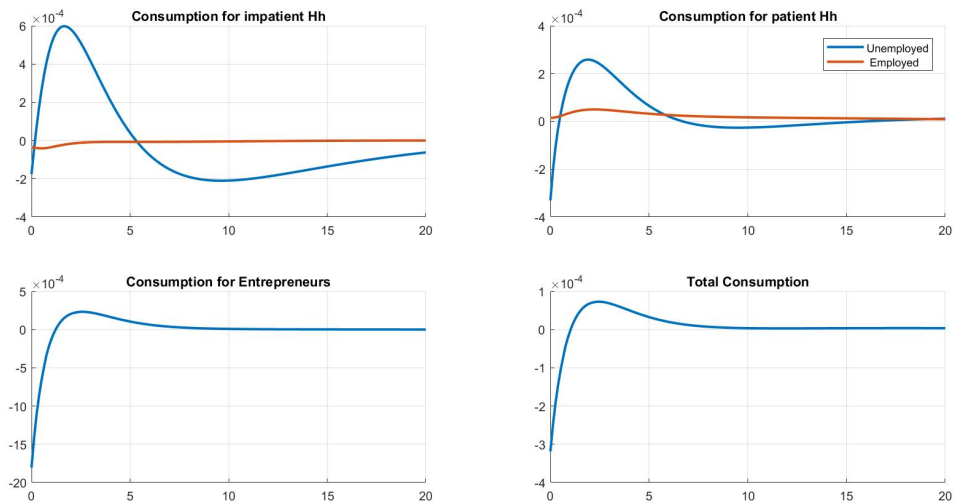 Consumption for impatient Hh
×10⁻⁴
6
4
2
0
-2
-4
0 5 10 15 20
Consumption for patient Hh
×10⁻⁴
4
2
0
-2
-4
0 5 10 15 20
Unemployed
Employed
Consumption for Entrepreneurs
×10⁻⁴
5
0
-5
-10
-15
-20
0 5 10 15 20
Total Consumption
×10⁻⁴
1
0
-1
-2
-3
-4
0 5 10 15 20